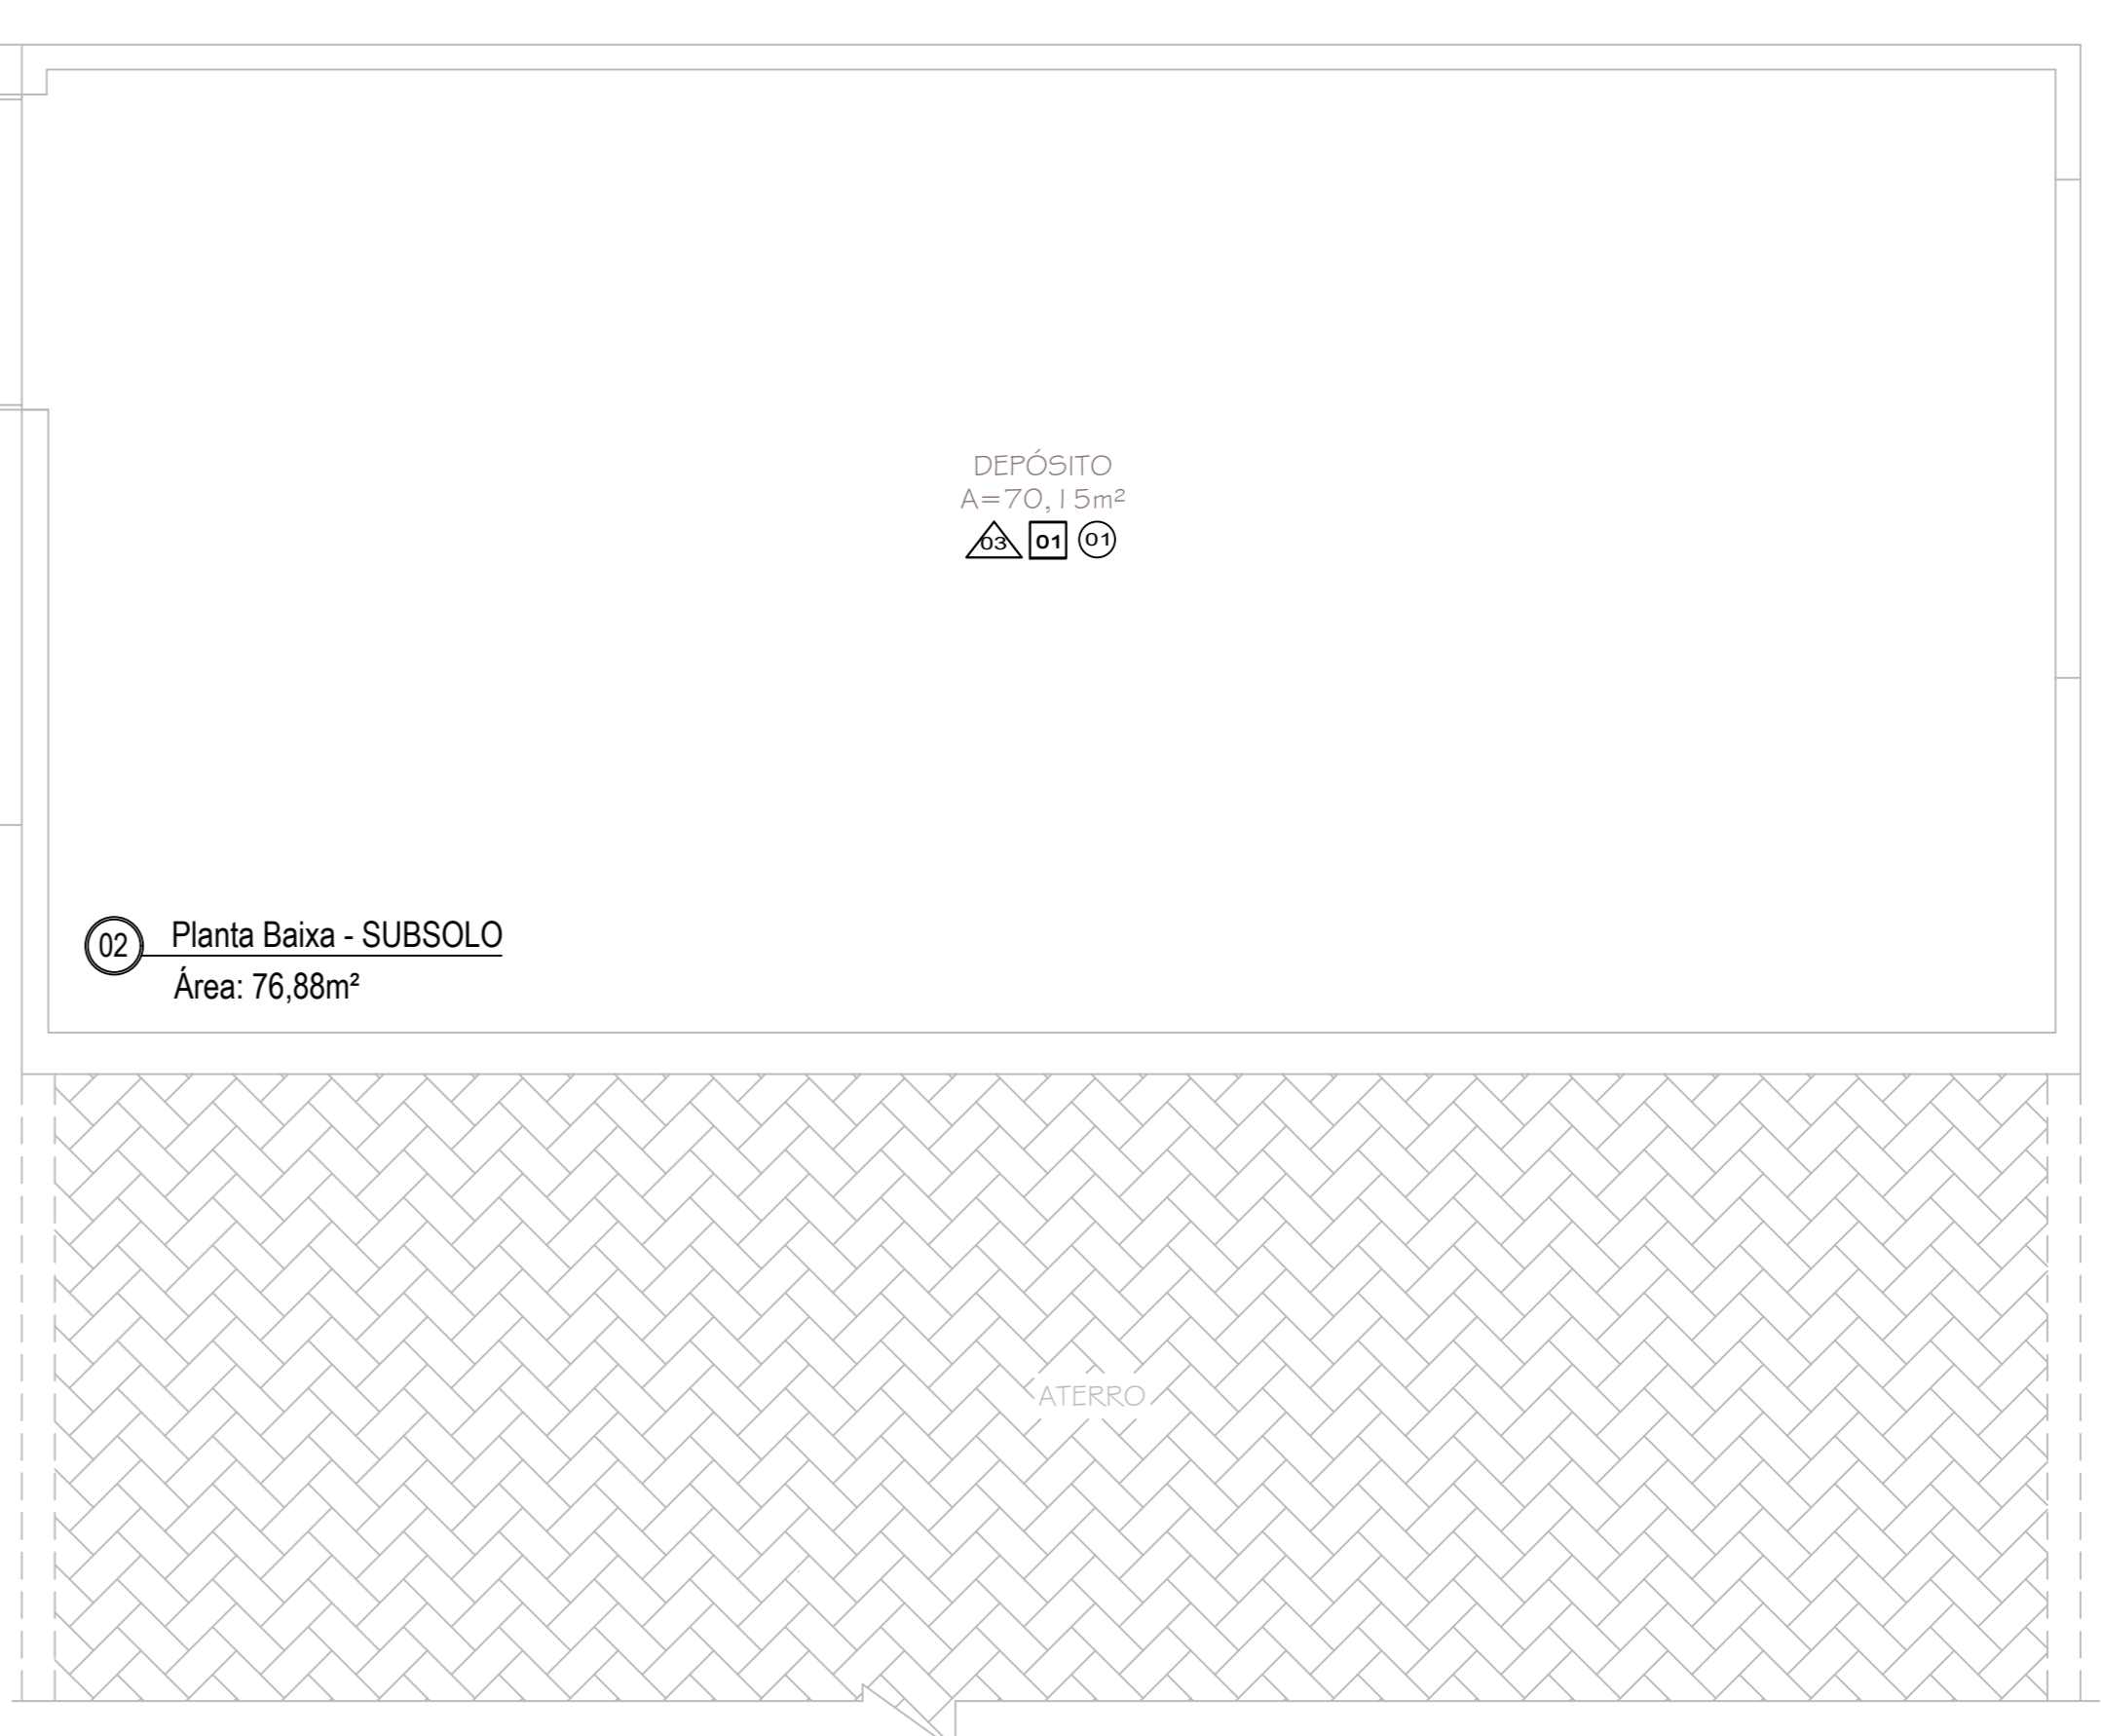 DEPÓSITO
A=70,15m²
03 01 01
02 Planta Baixa - SUBSOLO
Área: 76,88m²
ATERRO